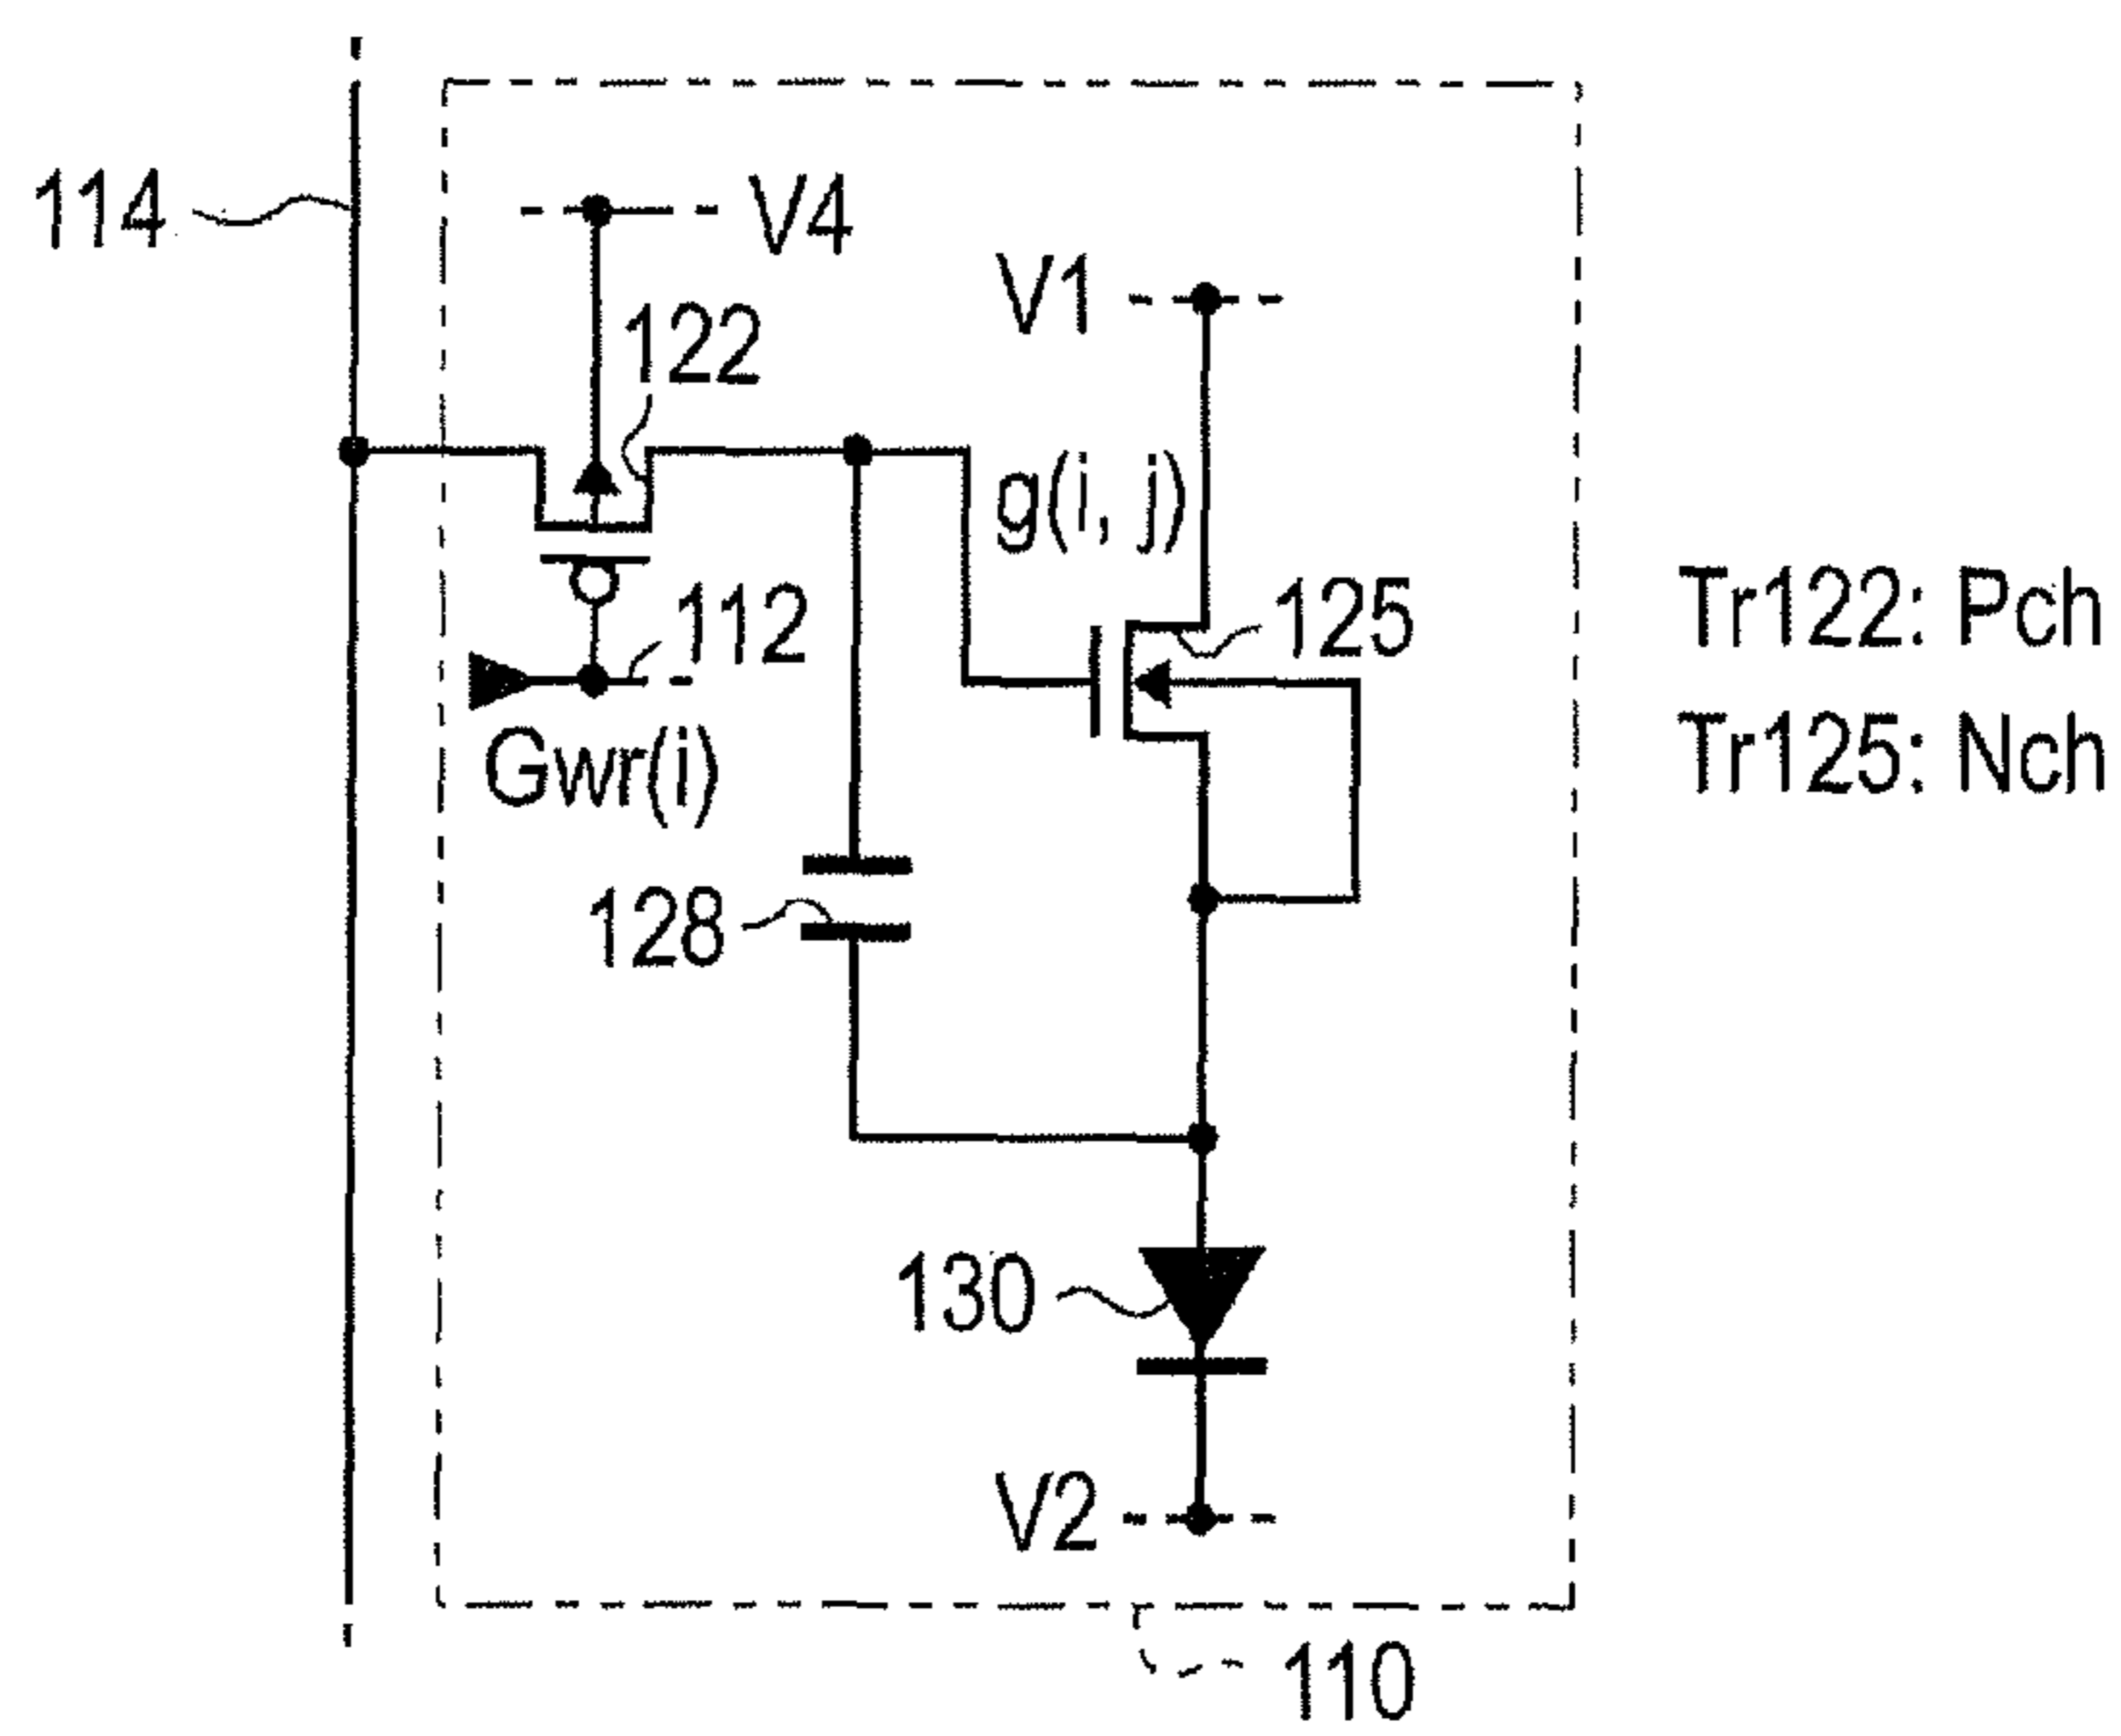 114
V4
V1
122
g(i, j)
112
125
Tr122: Pch
Gwr(i)
Tr125: Nch
128
130
V2
110